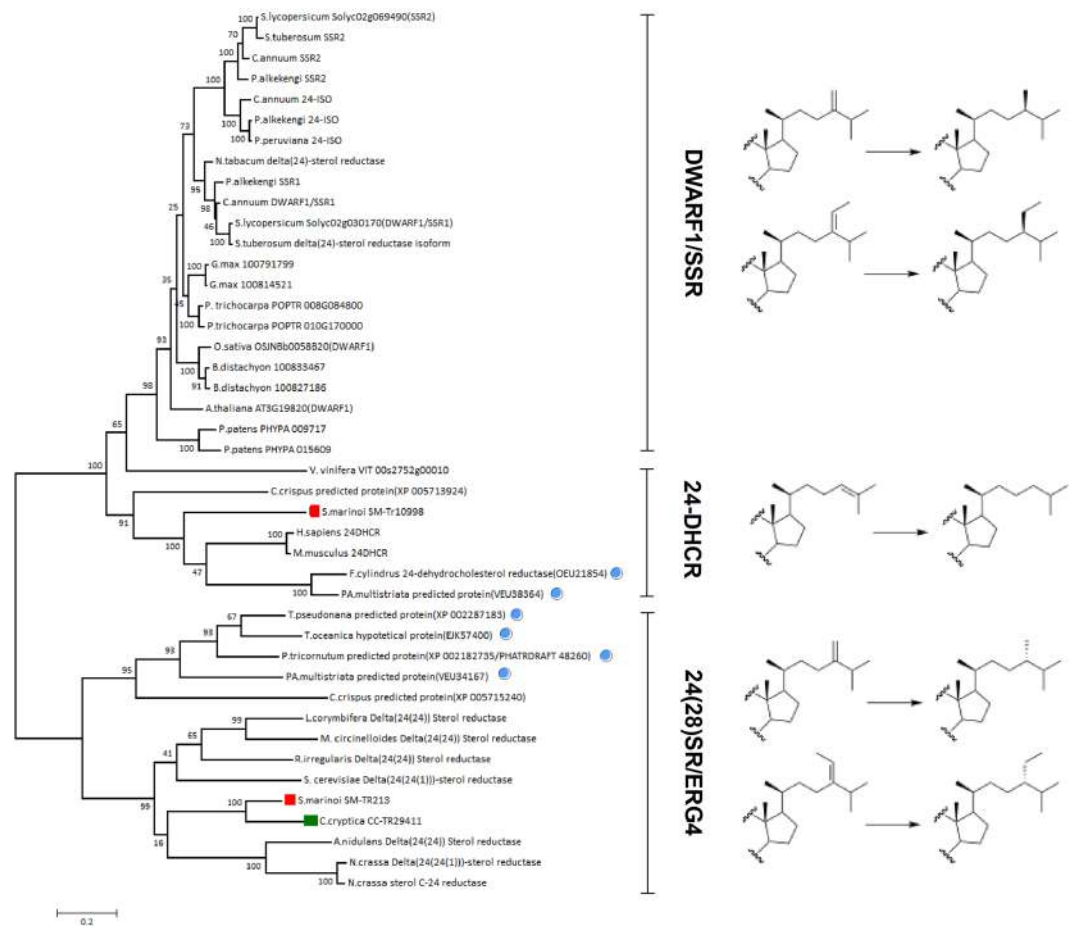 S.lycopersicum Solyc02g069490(SSR2)
S.tuberosum SSR2
C.annuum SSR2
P.alkekengi SSR2
C.annuum 24-ISO
P.alkekengi 24-ISO
P.peruviana 24-ISO
N.tabacum delta(24)-sterol reductase
P.alkekengi SSR1
C.annuum DWARF1/SSR1
S.lycopersicum Solyc02g030170(DWARF1/SSR1)
S.tuberosum delta(24)-sterol reductase isoform
G.max 100791799
G.max 100814521
P. trichocarpa POPTR 008G084800
P.trichocarpa POPTR 010G170000
O.sativa OSJNBb0058B20(DWARF1)
B.distachyon 100833467
B.distachyon 100827186
A.thaliana AT3G19820(DWARF1)
P.patens PHYPA 009717
P.patens PHYPA 015609
V. vinifera VIT 00s2752g00010
C.crispus predicted protein(XP 005713924)
S.marinoi SM-Tr10998
H.sapiens 24DHCR
M.musculus 24DHCR
F.cylindrus 24-dehydrocholesterol reductase(OEU21854)
PA.multistriata predicted protein(VEU38364)
T.pseudonana predicted protein(XP 002287183)
T.oceanica hypotetical protein(EJK57400)
P.tricornutum predicted protein(XP 002182735/PHATRDRAFT 48260)
PA.multistriata predicted protein(VEU34167)
C.crispus predicted protein(XP 005715240)
L.corymbifera Delta(24(24)) Sterol reductase
M. circinelloides Delta(24(24)) Sterol reductase
R.irregularis Delta(24(24)) Sterol reductase
S. cerevisiae Delta(24(24(1)))-sterol reductase
S.marinoi SM-TR213
C.cryptica CC-TR29411
A.nidulans Delta(24(24)) Sterol reductase
N.crassa Delta(24(24(1)))-sterol reductase
N.crassa sterol C-24 reductase
100
70
100
100
100
100
73
95
98
46
100
25
100
35
45
100
93
100
91
98
100
65
100
91
100
100
47
100
67
93
93
95
99
65
41
99
100
16
100
100
0.2
DWARF1/SSR
24-DHCR
24(28)SR/ERG4